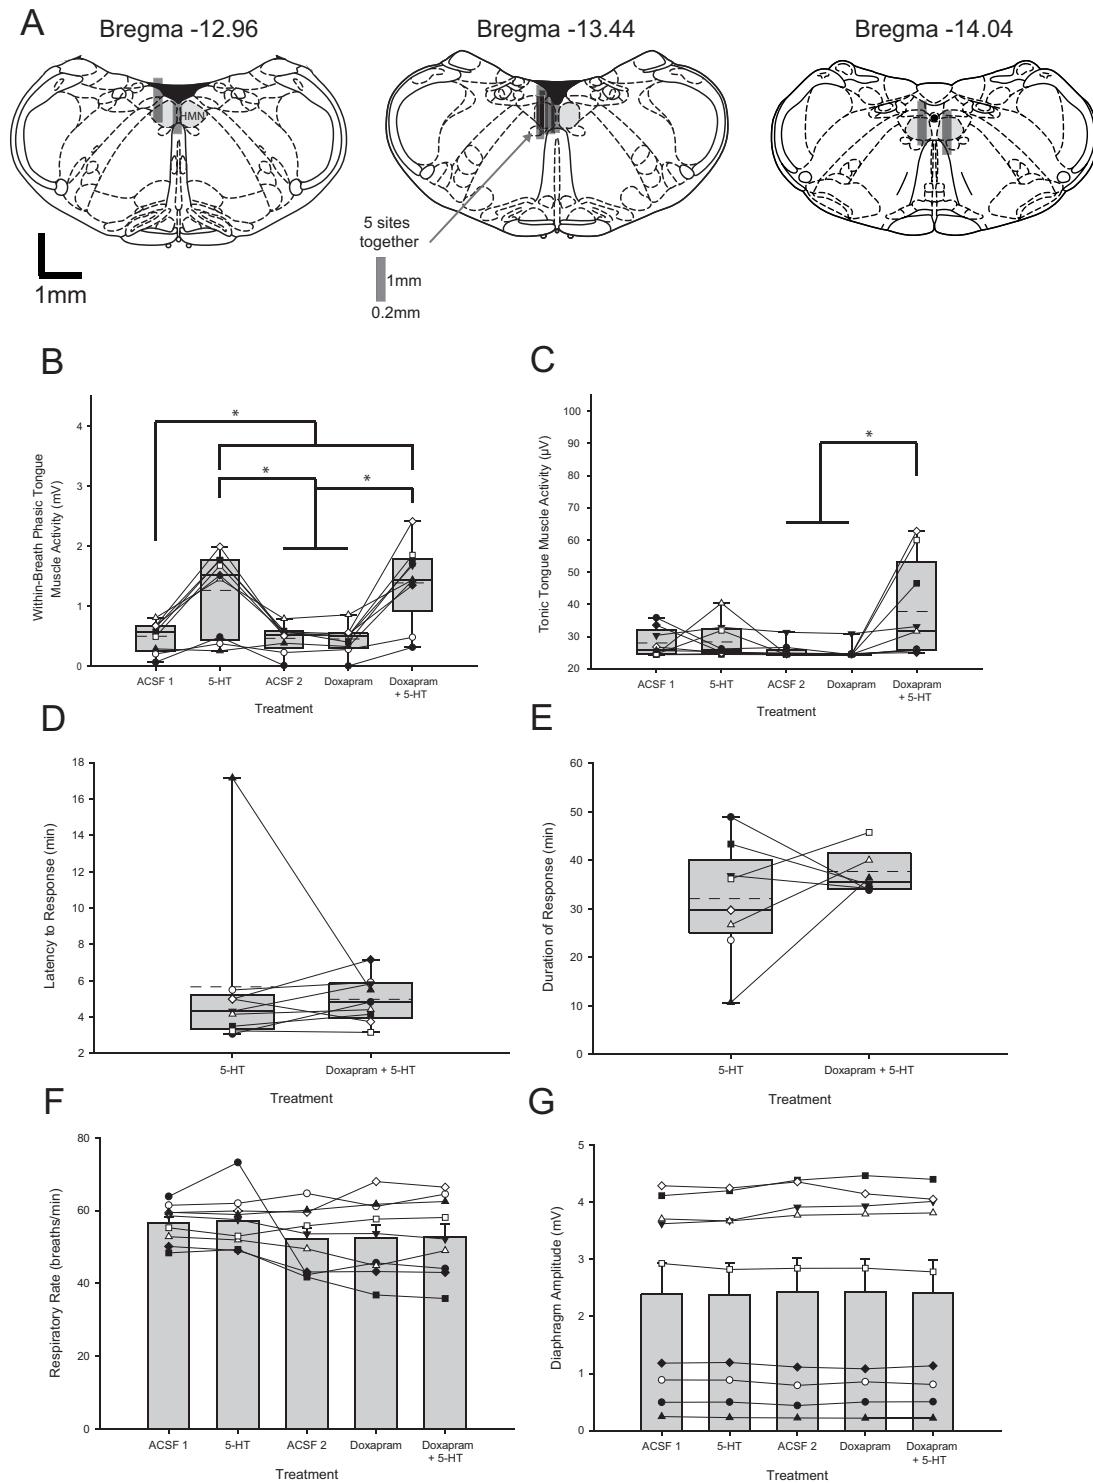 A
Bregma -12.96
Bregma -13.44
Bregma -14.04
HMN
5 sites
together
1mm
0.2mm
1mm
B
Within-Breath Phasic Tongue
Muscle Activity (mV)
4
3
2
1
0
*
*
*
ACSF 1
5-HT
ACSF 2
Doxapram
Doxapram
+ 5-HT
Treatment
C
Tonic Tongue Muscle Activity (µV)
100
90
80
70
60
50
40
30
20
*
ACSF 1
5-HT
ACSF 2
Doxapram
Doxapram
+ 5-HT
Treatment
D
Latency to Response (min)
18
16
14
12
10
8
6
4
2
5-HT
Doxapram + 5-HT
Treatment
E
Duration of Response (min)
60
50
40
30
20
10
0
5-HT
Doxapram + 5-HT
Treatment
F
Respiratory Rate (breaths/min)
80
60
40
20
0
ACSF 1
5-HT
ACSF 2
Doxapram
Doxapram
+ 5-HT
Treatment
G
Diaphragm Amplitude (mV)
5
4
3
2
1
0
ACSF 1
5-HT
ACSF 2
Doxapram
Doxapram
+ 5-HT
Treatment